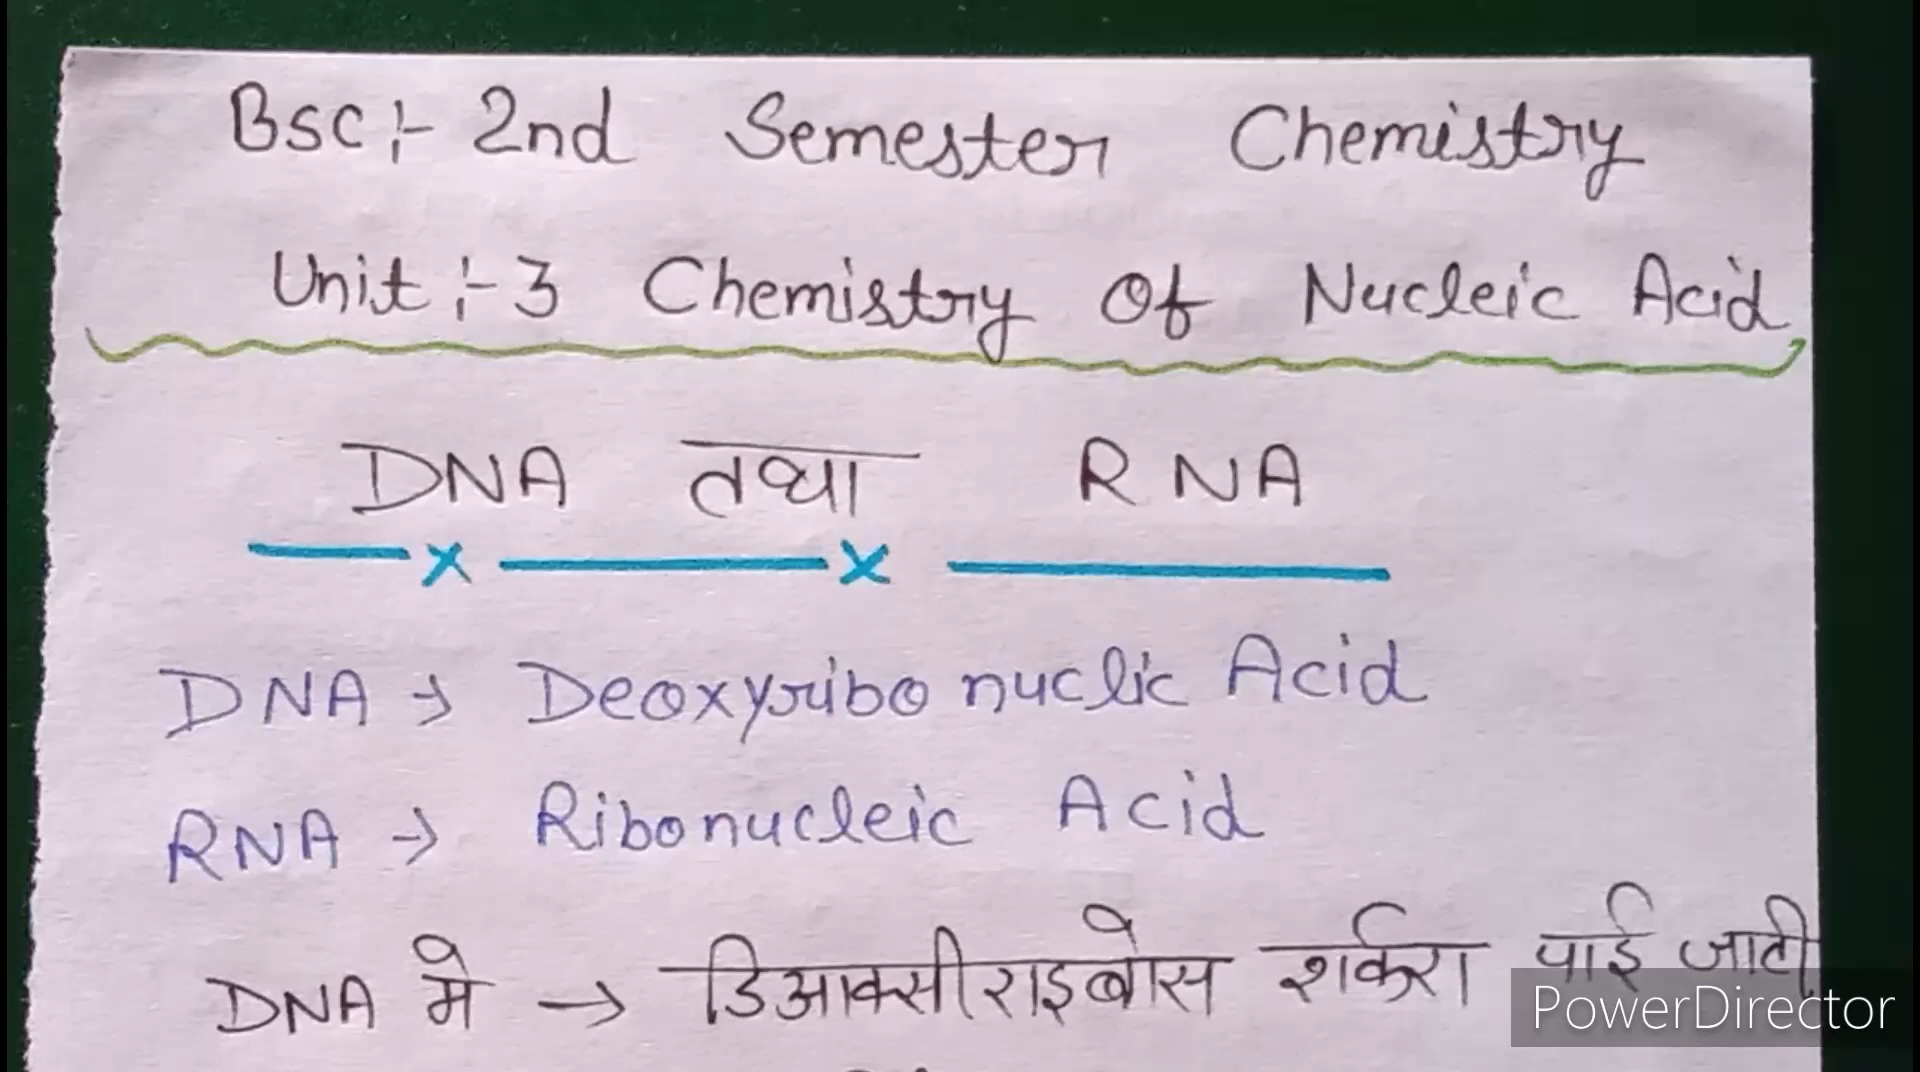 Bsc:- 2nd Semester Chemistry
Unit:- 3 Chemistry Of Nucleic Acid
DNA तथा RNA
DNA → Deoxyribo nuclic Acid
RNA → Ribonucleic Acid
DNA मे → डिआक्सीराइबोस शर्करा पाई जाती
PowerDirector